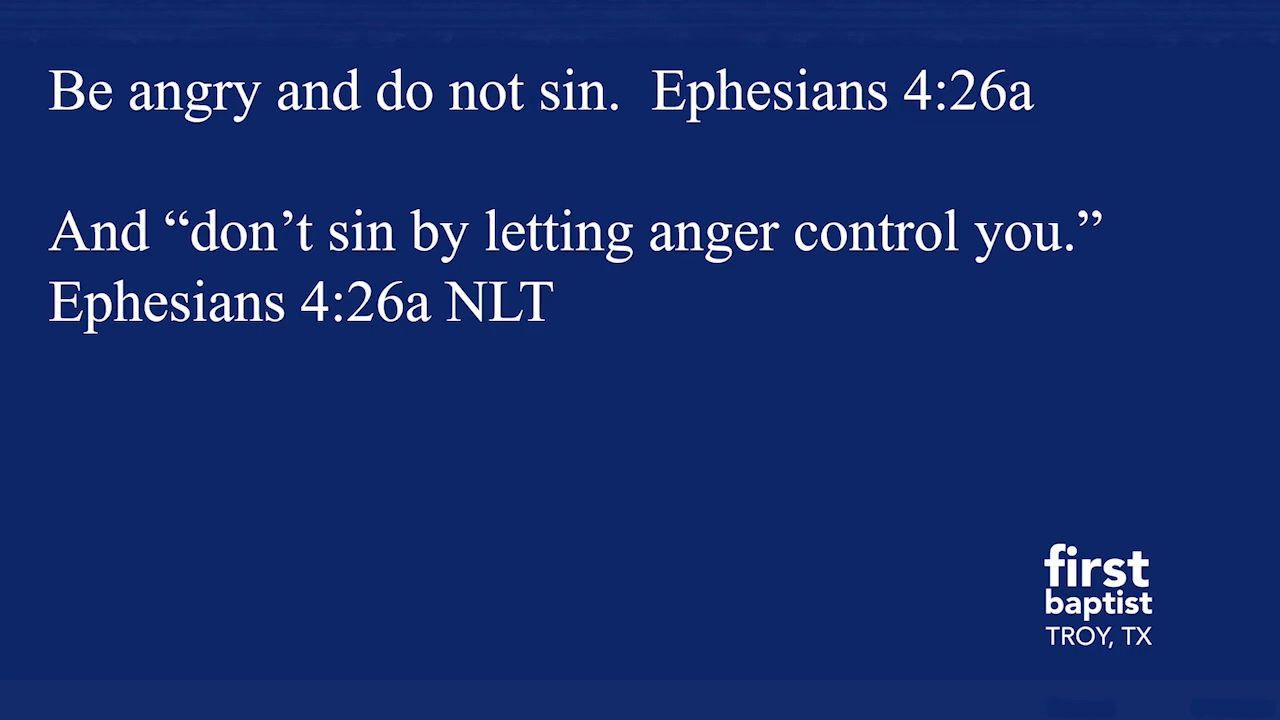 Be angry and do not sin.  Ephesians 4:26a
And “don’t sin by letting anger control you.”
Ephesians 4:26a NLT
first
baptist
TROY, TX